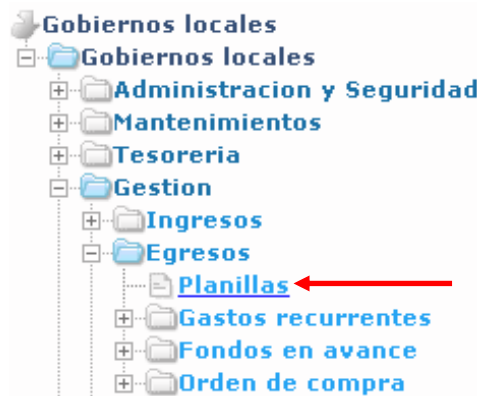 Gobiernos locales
Gobiernos locales
Administracion y Seguridad
Mantenimientos
Tesoreria
Gestion
Ingresos
Egresos
Planillas
Gastos recurrentes
Fondos en avance
Orden de compra